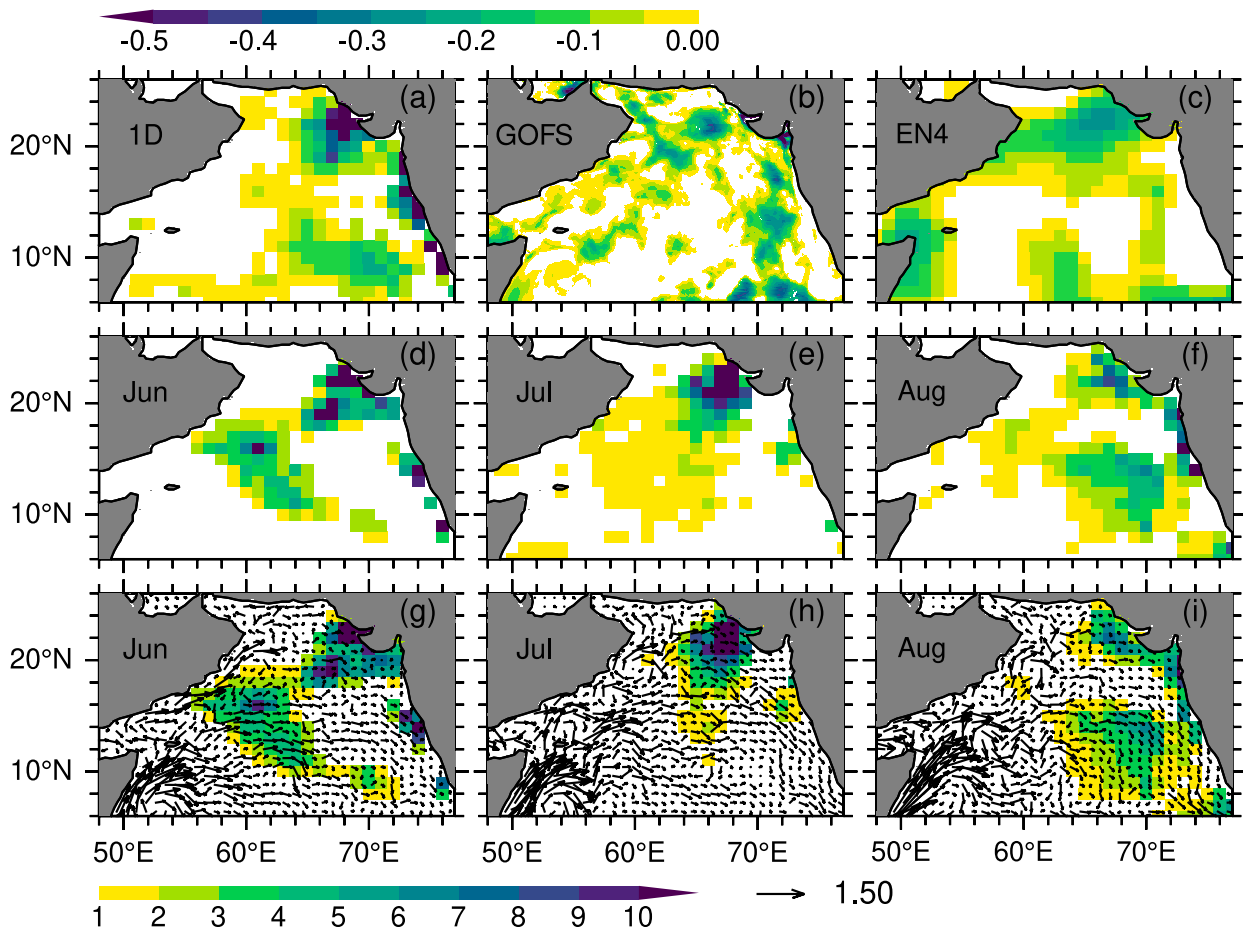 -0.5 -0.4 -0.3 -0.2 -0.1 0.00
(a) (b) (c)
20°N 1D GOFS EN4
10°N
(d) (e) (f)
20°N Jun Jul Aug
10°N
(g) (h) (i)
20°N Jun Jul Aug
10°N
50°E 60°E 70°E 50°E 60°E 70°E 50°E 60°E 70°E
1 2 3 4 5 6 7 8 9 10 1.50